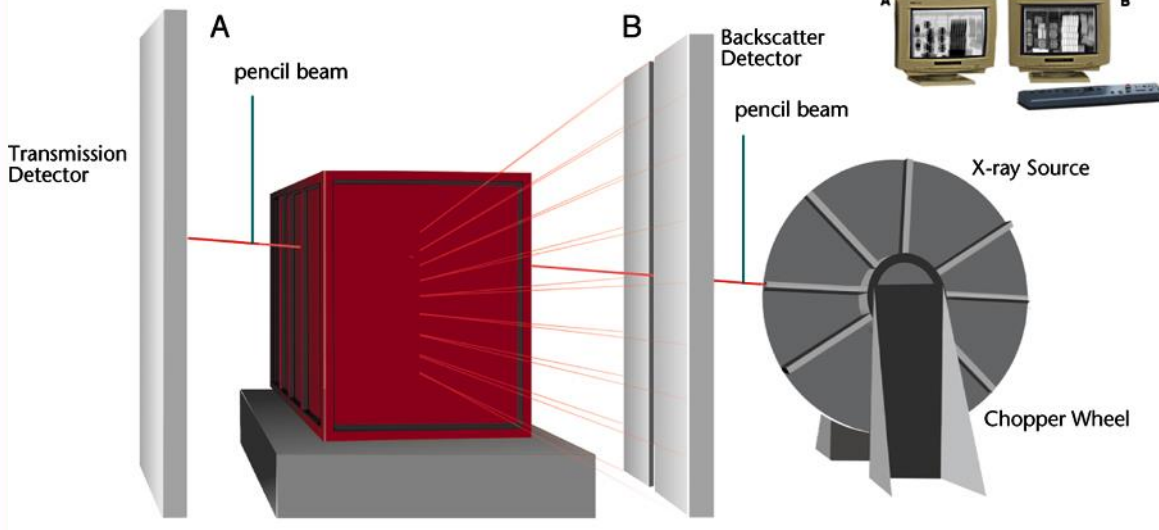 A
B
A
B
pencil beam
Backscatter
Detector
pencil beam
Transmission
Detector
X-ray Source
Chopper Wheel